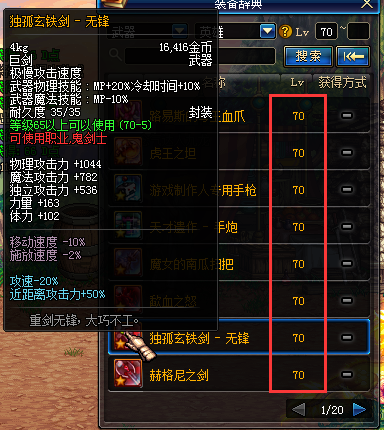 装备辞典
武器
英雄
Lv 70 ~
搜索
名称 Lv 获得方式
独孤玄铁剑 - 无锋
4kg 16,416金币
巨剑 武器
极慢攻击速度
武器物理技能：MP+20%冷却时间+10%
武器魔法技能：MP-10%
耐久度 35/35 封装
等级65以上可以使用 (70-5)
可使用职业,鬼剑士
物理攻击力 +1044
魔法攻击力 +782
独立攻击力 +536
力量 +163
体力 +102
移动速度 -10%
施放速度 -2%
攻速-20%
近距离攻击力+50%
重剑无锋，大巧不工。
血爪 70
70
游戏制作人专用手枪 70
手炮 70
魔女的南瓜扫把 70
70
独孤玄铁剑 - 无锋 70
赫格尼之剑 70
1/20